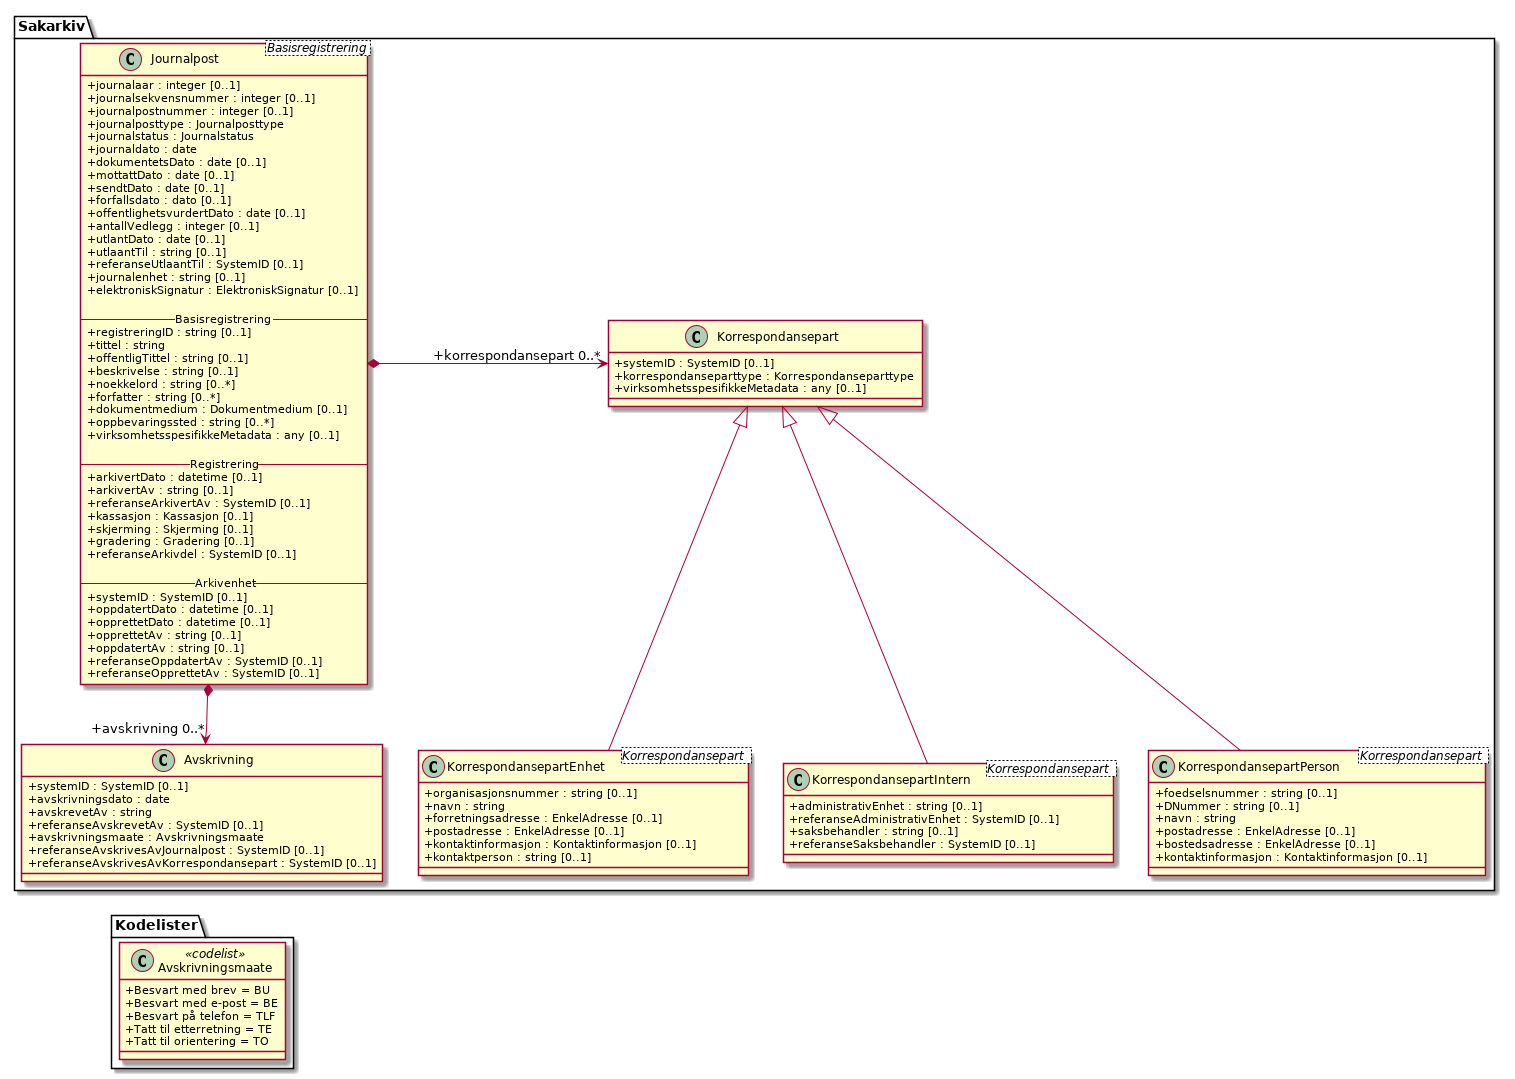 Sakarkiv
Basisregistrering
Journalpost
+journalaar : integer [0..1]
+journalsekvensnummer : integer [0..1]
+journalpostnummer : integer [0..1]
+journalposttype : Journalposttype
+journalstatus : Journalstatus
+journaldato : date
+dokumentetsDato : date [0..1]
+mottattDato : date [0..1]
+sendtDato : date [0..1]
+forfallsdato : dato [0..1]
+offentlighetsvurdertDato : date [0..1]
+antallVedlegg : integer [0..1]
+utlantDato : date [0..1]
+utlaantTil : string [0..1]
+referanseUtlaantTil : SystemID [0..1]
+journalenhet : string [0..1]
+elektroniskSignatur : ElektroniskSignatur [0..1]
Basisregistrering
+registreringID : string [0..1]
+tittel : string
+offentligTittel : string [0..1]
+beskrivelse : string [0..1]
+noekkelord : string [0..*]
+forfatter : string [0..*]
+dokumentmedium : Dokumentmedium [0..1]
+oppbevaringssted : string [0..*]
+virksomhetsspesifikkeMetadata : any [0..1]
Registrering
+arkivertDato : datetime [0..1]
+arkivertAv : string [0..1]
+referanseArkivertAv : SystemID [0..1]
+kassasjon : Kassasjon [0..1]
+skjerming : Skjerming [0..1]
+gradering : Gradering [0..1]
+referanseArkivdel : SystemID [0..1]
Arkivenhet
+systemID : SystemID [0..1]
+oppdatertDato : datetime [0..1]
+opprettetDato : datetime [0..1]
+opprettetAv : string [0..1]
+oppdatertAv : string [0..1]
+referanseOppdatertAv : SystemID [0..1]
+referanseOpprettetAv : SystemID [0..1]
+korrespondansepart 0..*
Korrespondansepart
+systemID : SystemID [0..1]
+korrespondanseparttype : Korrespondanseparttype
+virksomhetsspesifikkeMetadata : any [0..1]
+avskrivning 0..*
Avskrivning
+systemID : SystemID [0..1]
+avskrivningsdato : date
+avskrevetAv : string
+referanseAvskrevetAv : SystemID [0..1]
+avskrivningsmaate : Avskrivningsmaate
+referanseAvskrivesAvJournalpost : SystemID [0..1]
+referanseAvskrivesAvKorrespondansepart : SystemID [0..1]
Korrespondansepart
KorrespondansepartEnhet
+organisasjonsnummer : string [0..1]
+navn : string
+forretningsadresse : EnkelAdresse [0..1]
+postadresse : EnkelAdresse [0..1]
+kontaktinformasjon : Kontaktinformasjon [0..1]
+kontaktperson : string [0..1]
Korrespondansepart
KorrespondansepartIntern
+administrativEnhet : string [0..1]
+referanseAdministrativEnhet : SystemID [0..1]
+saksbehandler : string [0..1]
+referanseSaksbehandler : SystemID [0..1]
Korrespondansepart
KorrespondansepartPerson
+foedselsnummer : string [0..1]
+DNummer : string [0..1]
+navn : string
+postadresse : EnkelAdresse [0..1]
+bostedsadresse : EnkelAdresse [0..1]
+kontaktinformasjon : Kontaktinformasjon [0..1]
Kodelister
«codelist»
Avskrivningsmaate
+Besvart med brev = BU
+Besvart med e-post = BE
+Besvart på telefon = TLF
+Tatt til etterretning = TE
+Tatt til orientering = TO